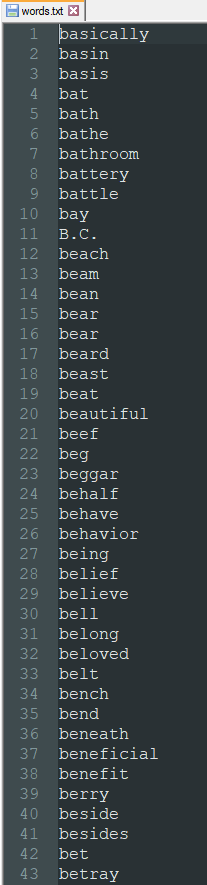 words.txt
1 basically
2 basin
3 basis
4 bat
5 bath
6 bathe
7 bathroom
8 battery
9 battle
10 bay
11 B.C.
12 beach
13 beam
14 bean
15 bear
16 bear
17 beard
18 beast
19 beat
20 beautiful
21 beef
22 beg
23 beggar
24 behalf
25 behave
26 behavior
27 being
28 belief
29 believe
30 bell
31 belong
32 beloved
33 belt
34 bench
35 bend
36 beneath
37 beneficial
38 benefit
39 berry
40 beside
41 besides
42 bet
43 betray